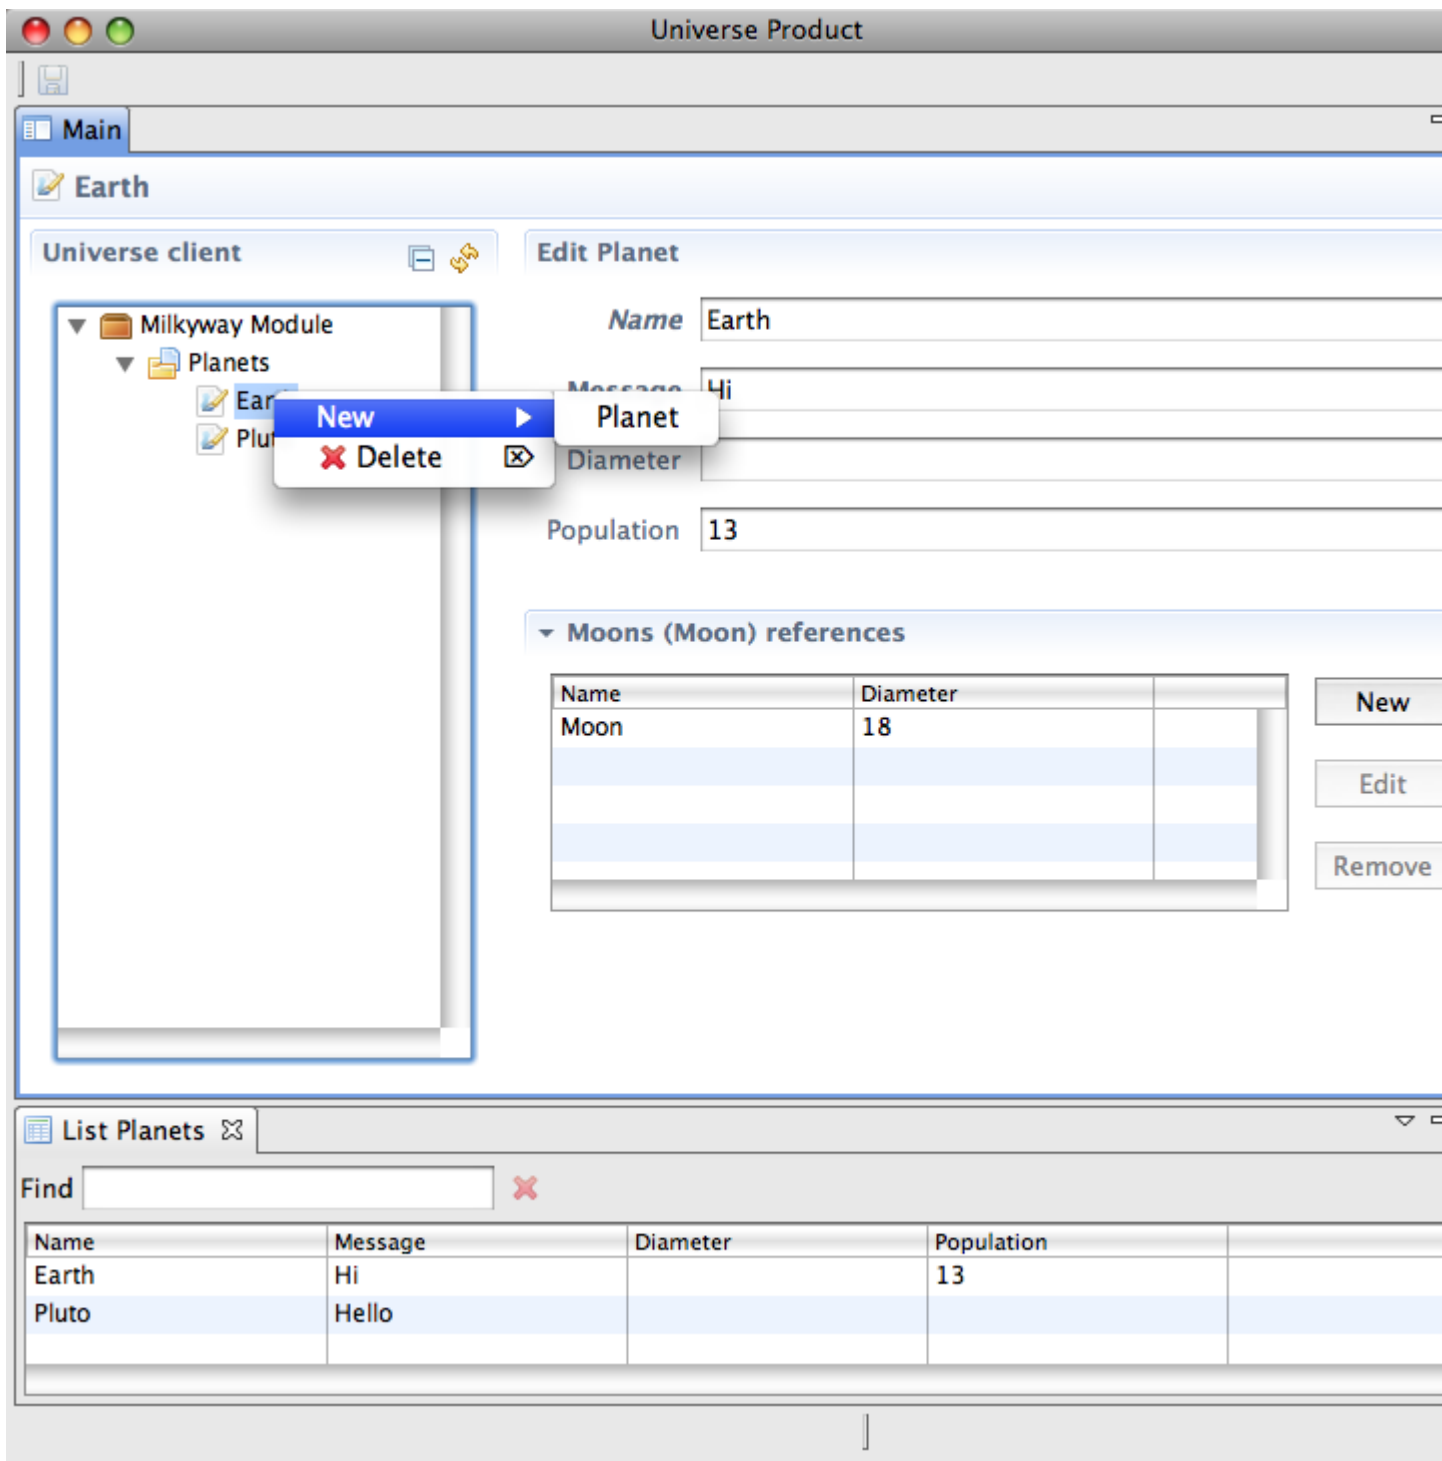 Universe Product
Main
Earth
Universe client
Edit Planet
Milkyway Module
Planets
Ear
Plu
New
Planet
Delete
Name Earth
Message Hi
Diameter
Population 13
Moons (Moon) references
Name Diameter
Moon 18
New
Edit
Remove
List Planets
Find
Name Message Diameter Population
Earth Hi 13
Pluto Hello